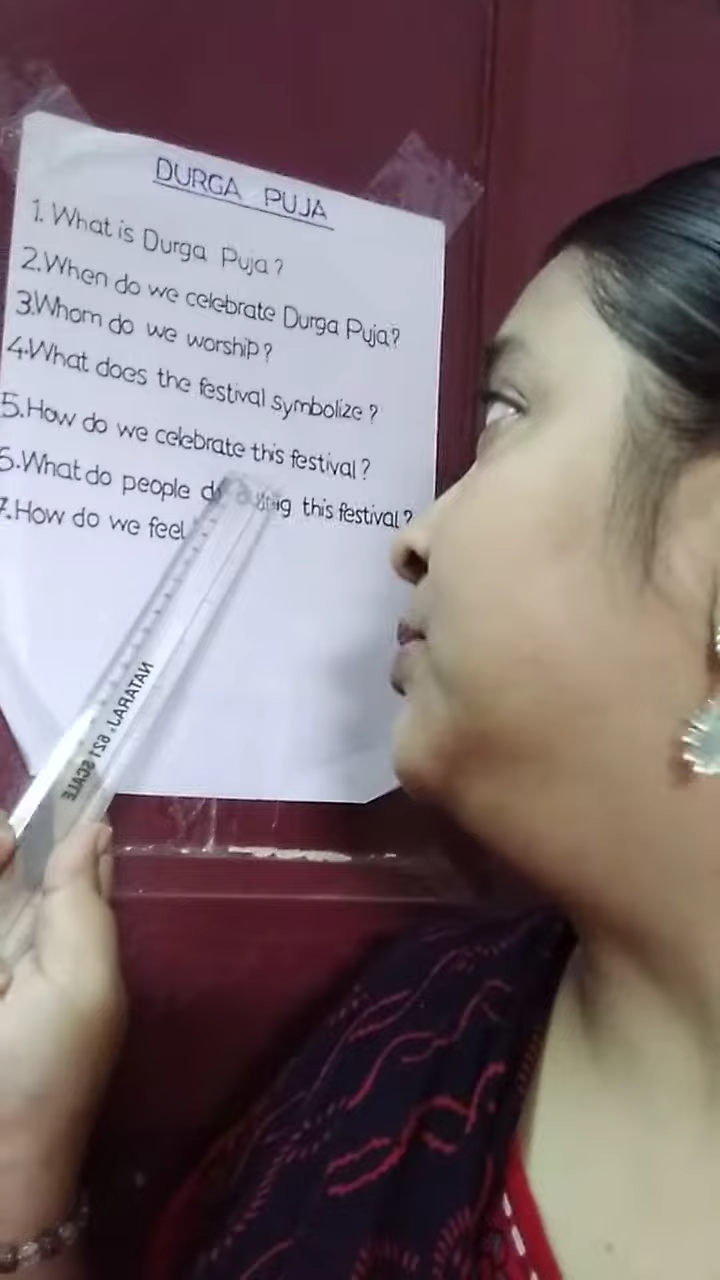 DURGA PUJA
1. What is Durga Puja?
2. When do we celebrate Durga Puja?
3. Whom do we worship?
4. What does the festival symbolize?
5. How do we celebrate this festival?
6. What do people do during this festival?
7. How do we feel
NATARAJ 621 SCALE